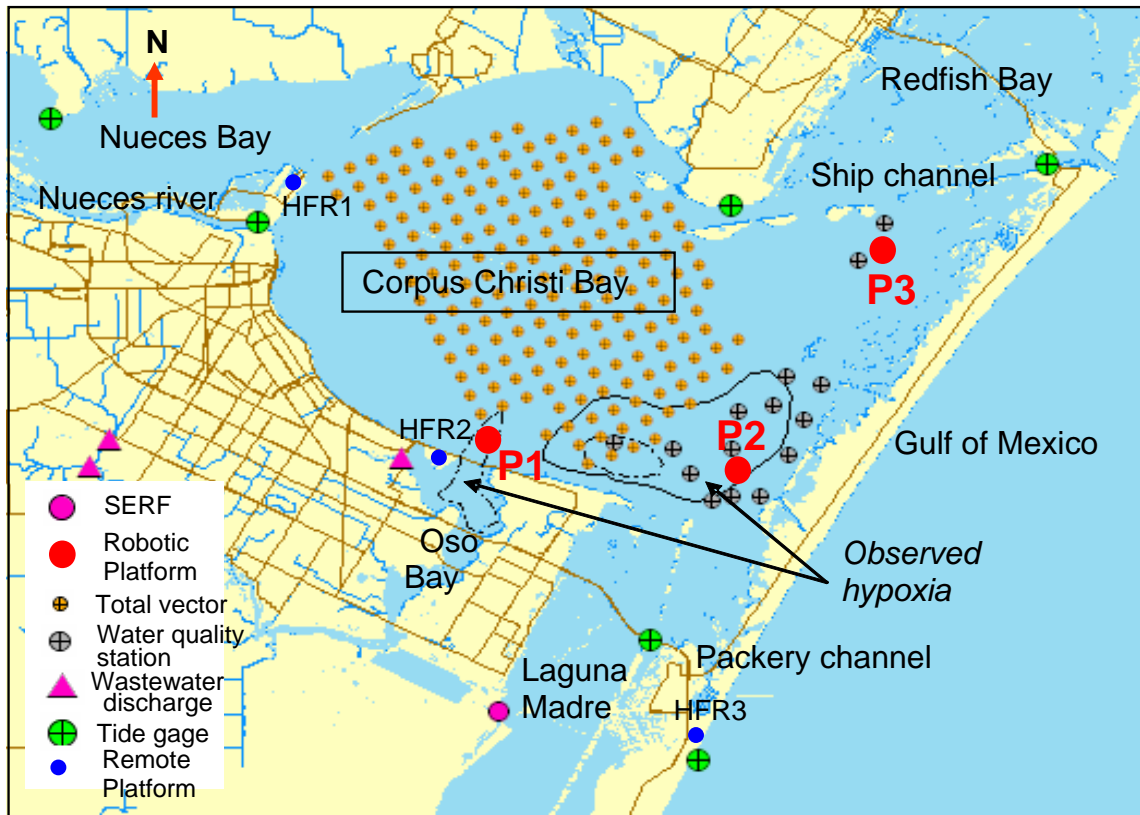 N
Redfish Bay
Nueces Bay
Ship channel
Nueces river
HFR1
Corpus Christi Bay
P3
HFR2
P1
P2
Gulf of Mexico
Oso
Bay
Observed
hypoxia
Laguna
Madre
Packery channel
HFR3
SERF
Robotic
Platform
Total vector
Water quality
station
Wastewater
discharge
Tide gage
Remote
Platform